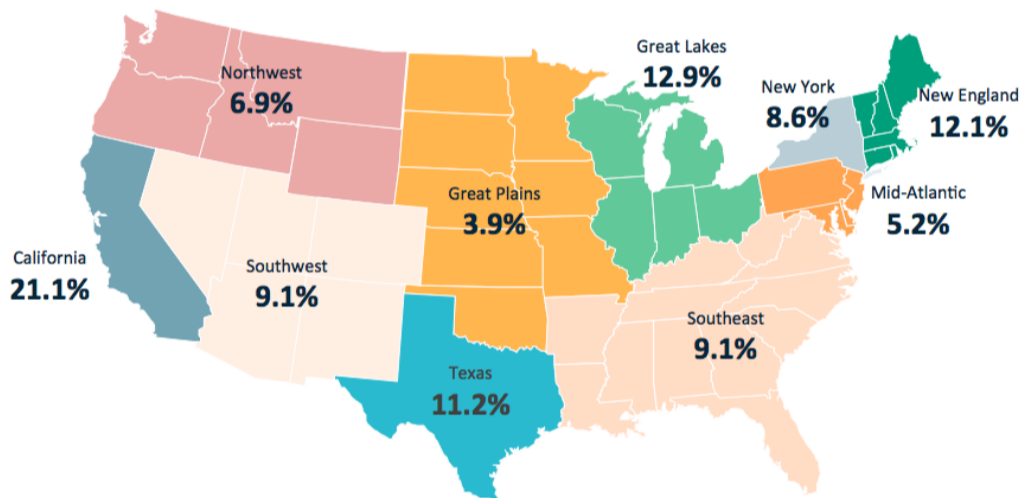 Great Lakes
12.9%
Northwest
6.9%
New York
8.6%
New England
12.1%
Great Plains
3.9%
Mid-Atlantic
5.2%
California
21.1%
Southwest
9.1%
Southeast
9.1%
Texas
11.2%